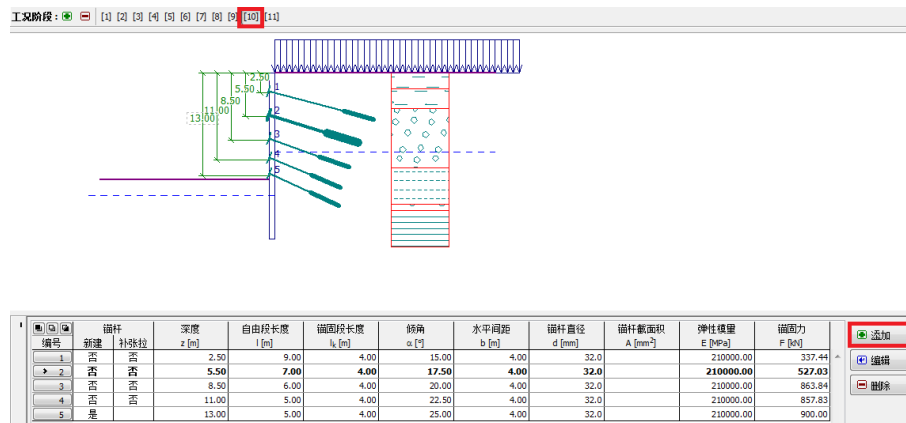 工况阶段: [1] [2] [3] [4] [5] [6] [7] [8] [9] [10] [11]
2.50
5.50
8.50
11.00
13.00
1
2
3
4
5
编号 锚杆 深度 自由段长度 锚固段长度 倾角 水平间距 锚杆直径 锚杆截面积 弹性模量 锚固力
新建 补张拉 z [m] l [m] lk [m] α [°] b [m] d [mm] A [mm²] E [MPa] F [kN]
1 否 否 2.50 9.00 4.00 15.00 4.00 32.0 210000.00 337.44
2 否 否 5.50 7.00 4.00 17.50 4.00 32.0 210000.00 527.03
3 否 否 8.50 6.00 4.00 20.00 4.00 32.0 210000.00 863.84
4 否 否 11.00 5.00 4.00 22.50 4.00 32.0 210000.00 857.83
5 是 13.00 5.00 4.00 25.00 4.00 32.0 210000.00 900.00
添加
编辑
删除